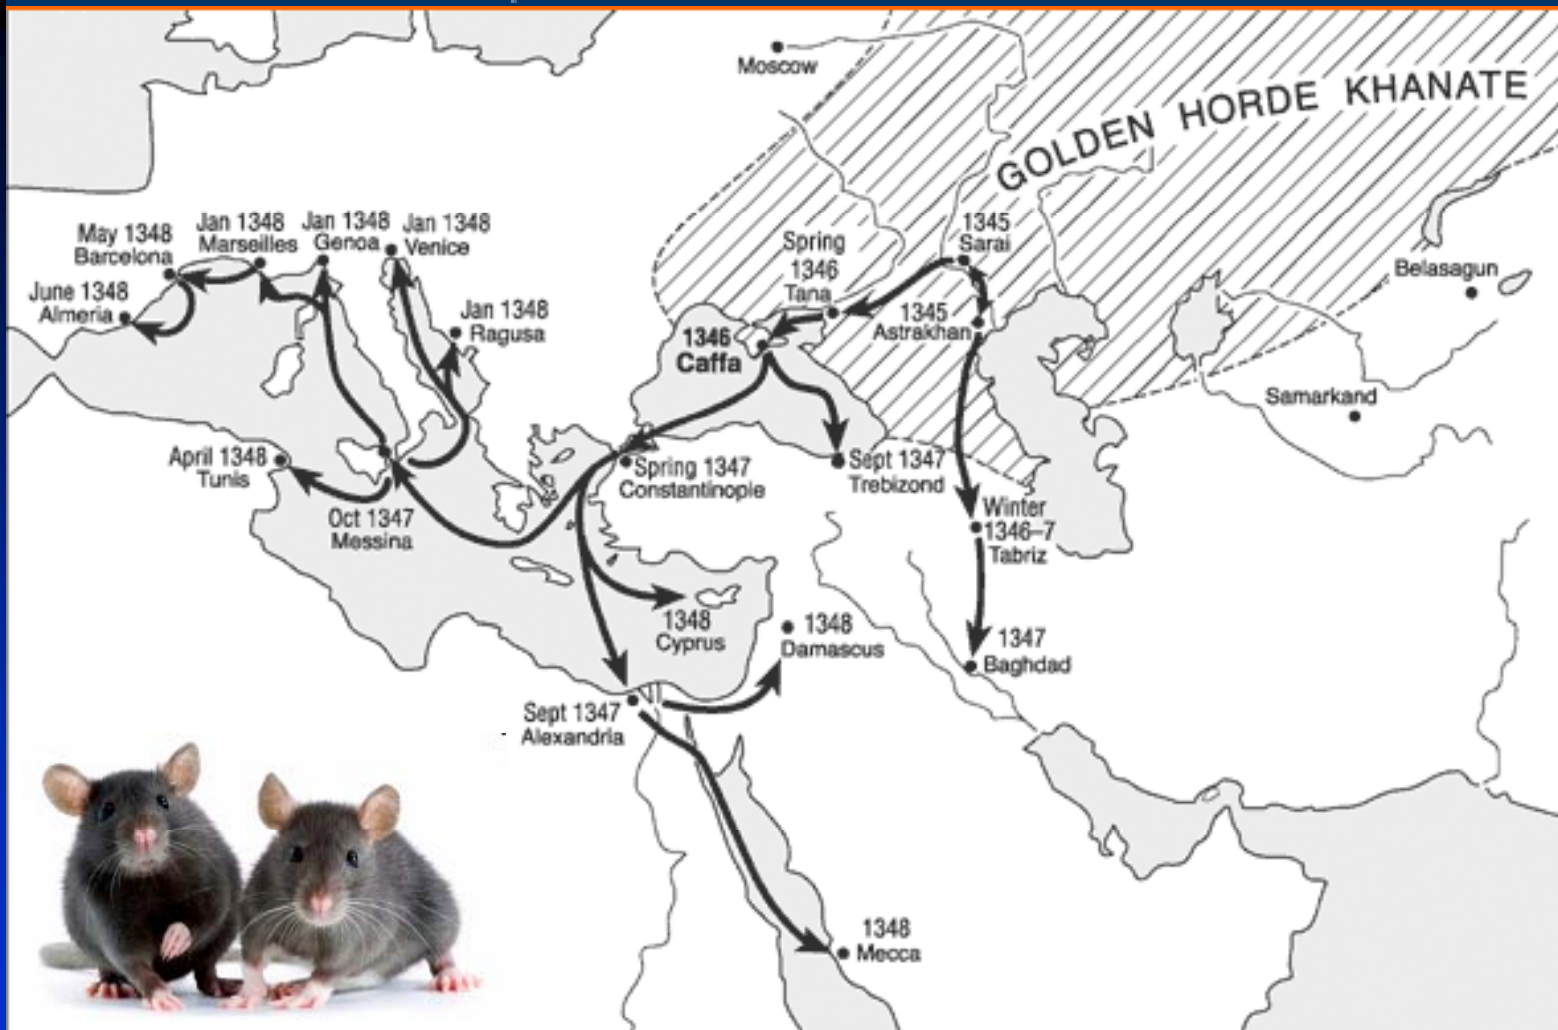 Moscow
GOLDEN HORDE KHANATE
May 1348
Barcelona
Jan 1348
Marseilles
Jan 1348
Genoa
Jan 1348
Venice
June 1348
Almeria
Jan 1348
Ragusa
Spring
1346
Tana
1345
Sarai
1345
Astrakhan
1346
Caffa
Belasagun
Samarkand
April 1348
Tunis
Oct 1347
Messina
Spring 1347
Constantinople
Sept 1347
Trebizond
Winter
1346–7
Tabriz
1348
Cyprus
1348
Damascus
1347
Baghdad
Sept 1347
Alexandria
1348
Mecca